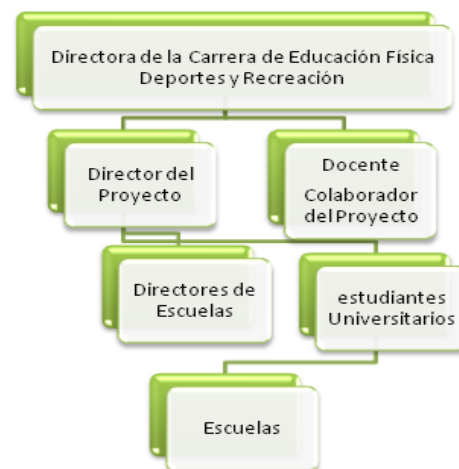 Directora de la Carrera de Educación Física
Deportes y Recreación
Director del
Proyecto
Docente
Colaborador
del Proyecto
Directores de
Escuelas
estudiantes
Universitarios
Escuelas